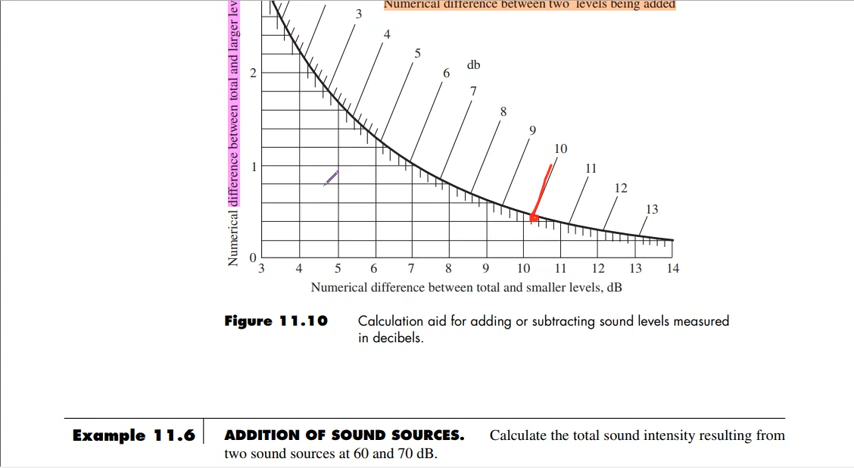 Numerical difference between two levels being added
Numerical difference between total and larger lev
3
4
5
6
db
7
8
9
10
11
12
13
2
1
0
3 4 5 6 7 8 9 10 11 12 13 14
Numerical difference between total and smaller levels, dB
Figure 11.10 Calculation aid for adding or subtracting sound levels measured
in decibels.
Example 11.6 ADDITION OF SOUND SOURCES. Calculate the total sound intensity resulting from
two sound sources at 60 and 70 dB.